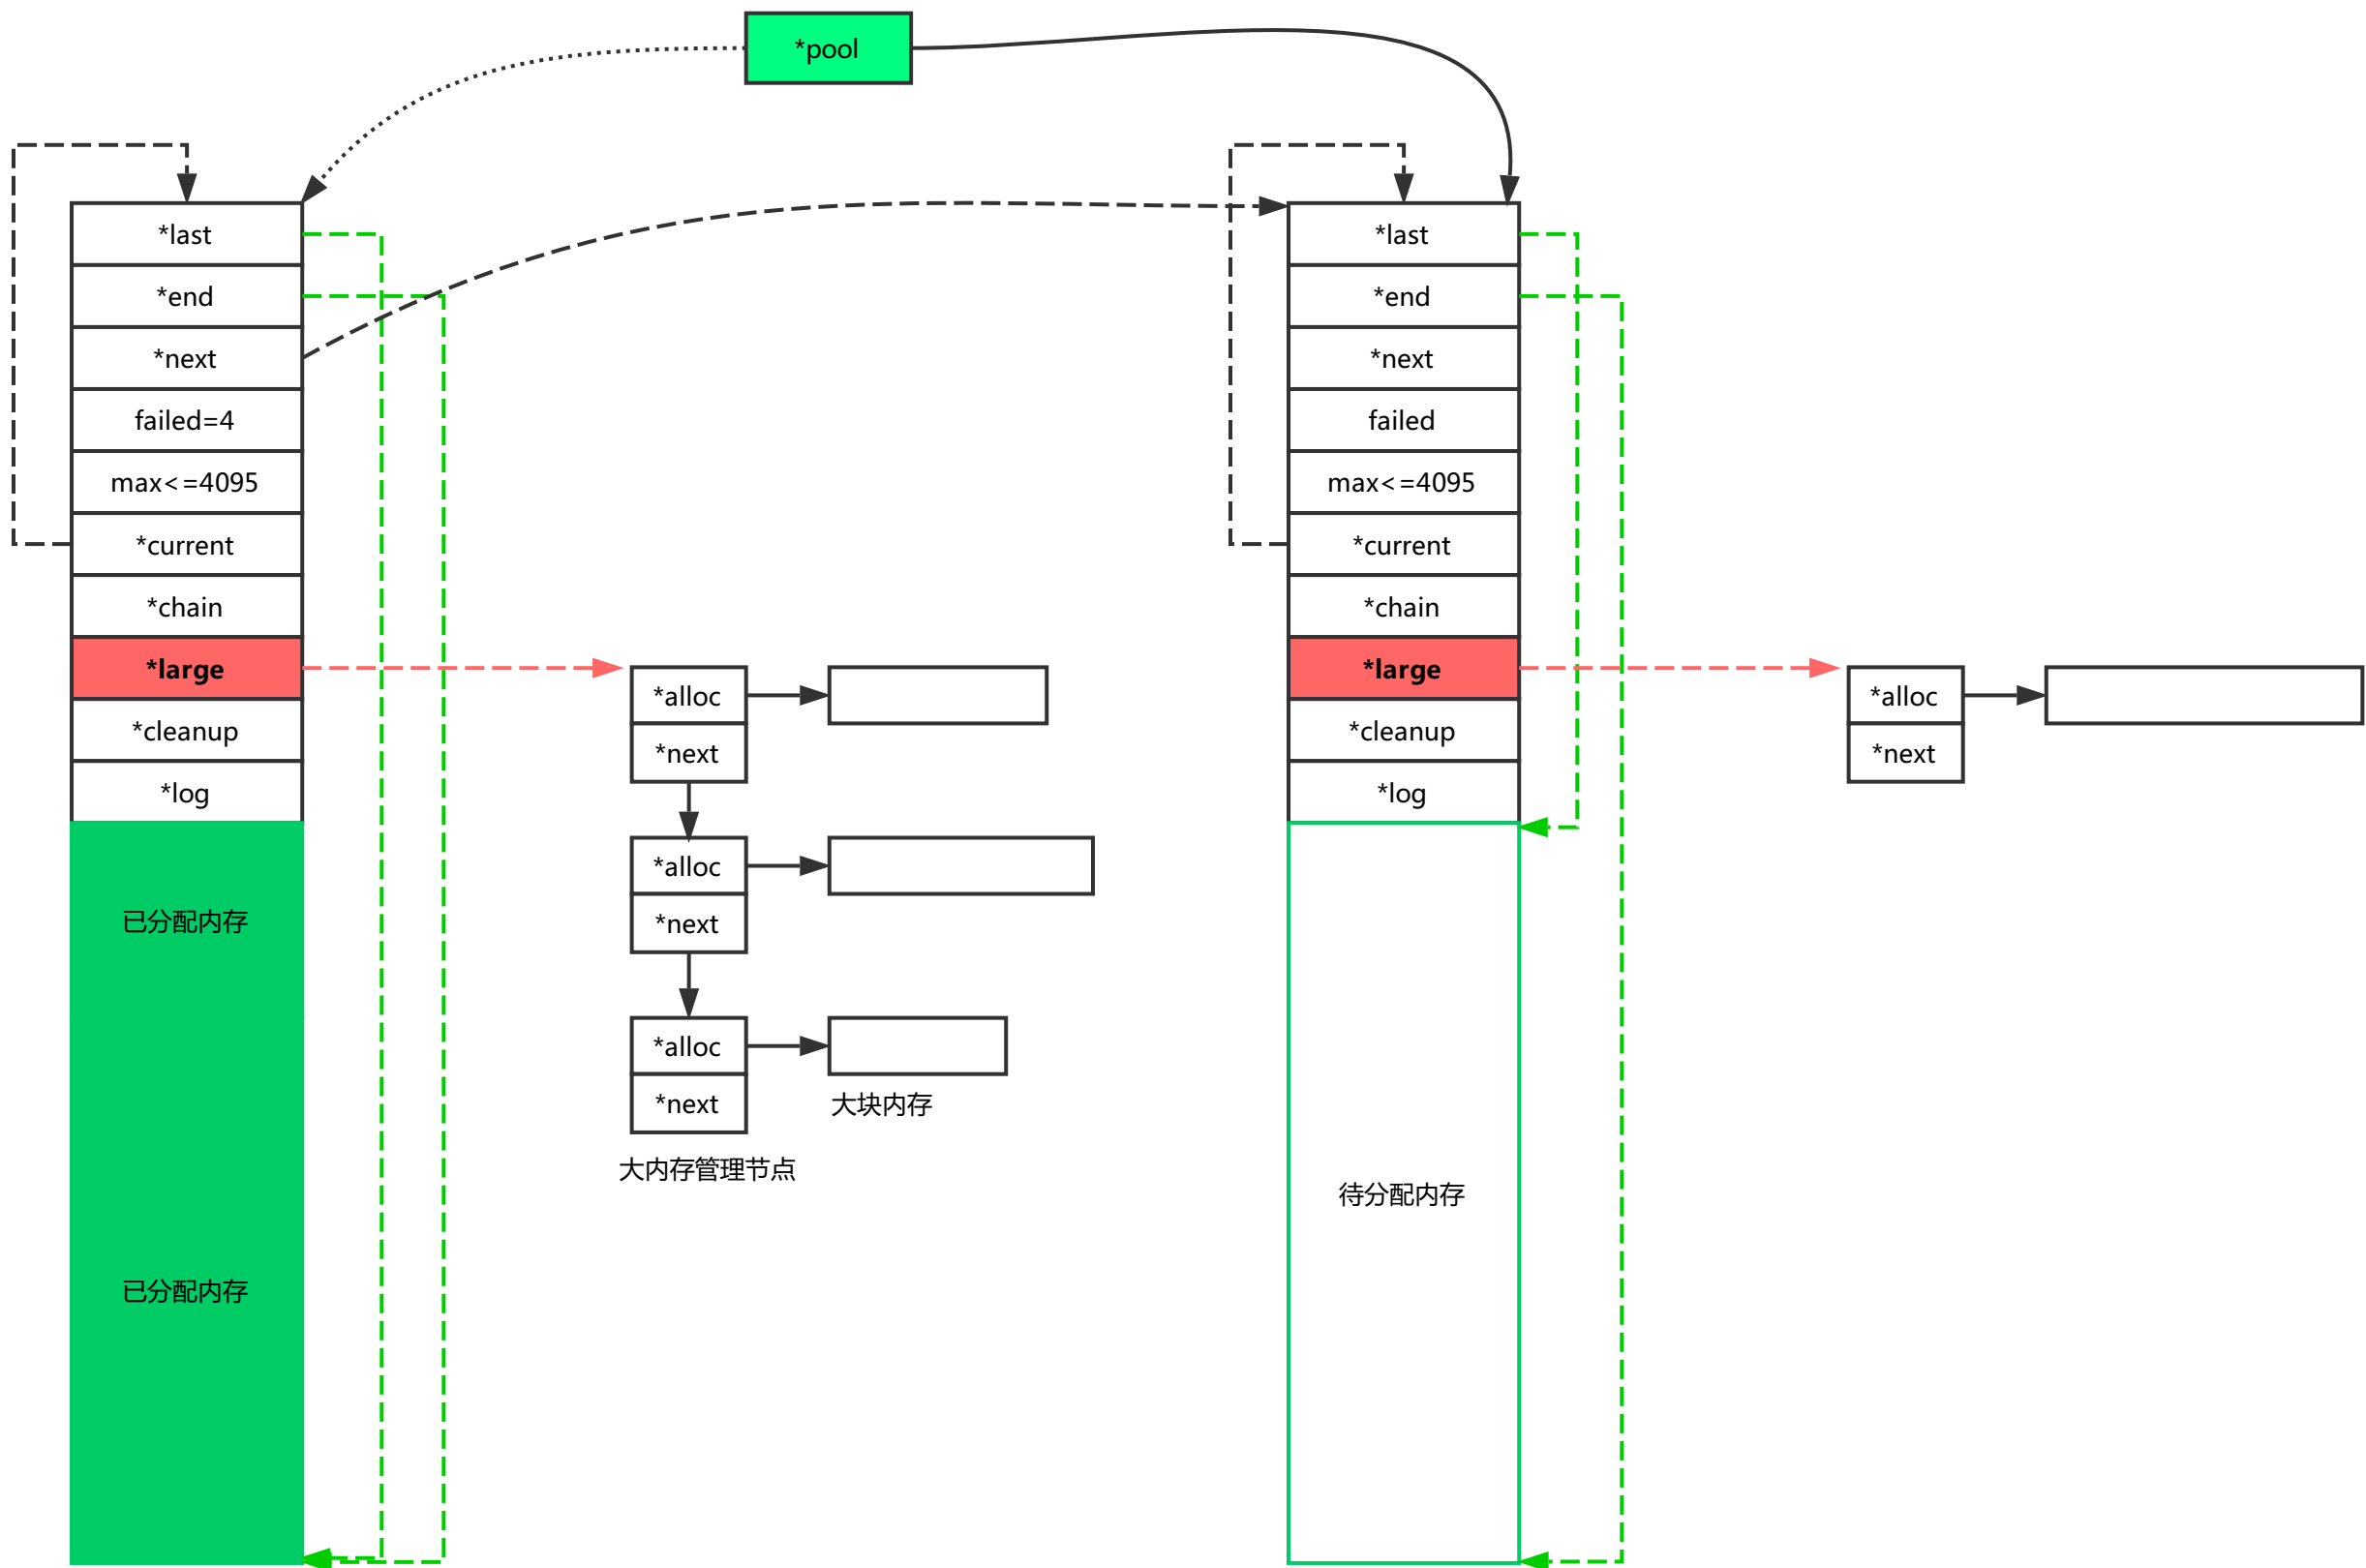 *pool
*last
*end
*next
failed=4
max<=4095
*current
*chain
*large
*cleanup
*log
已分配内存
已分配内存
*alloc
*next
*alloc
*next
*alloc
*next
大块内存
大内存管理节点
*last
*end
*next
failed
max<=4095
*current
*chain
*large
*cleanup
*log
待分配内存
*alloc
*next